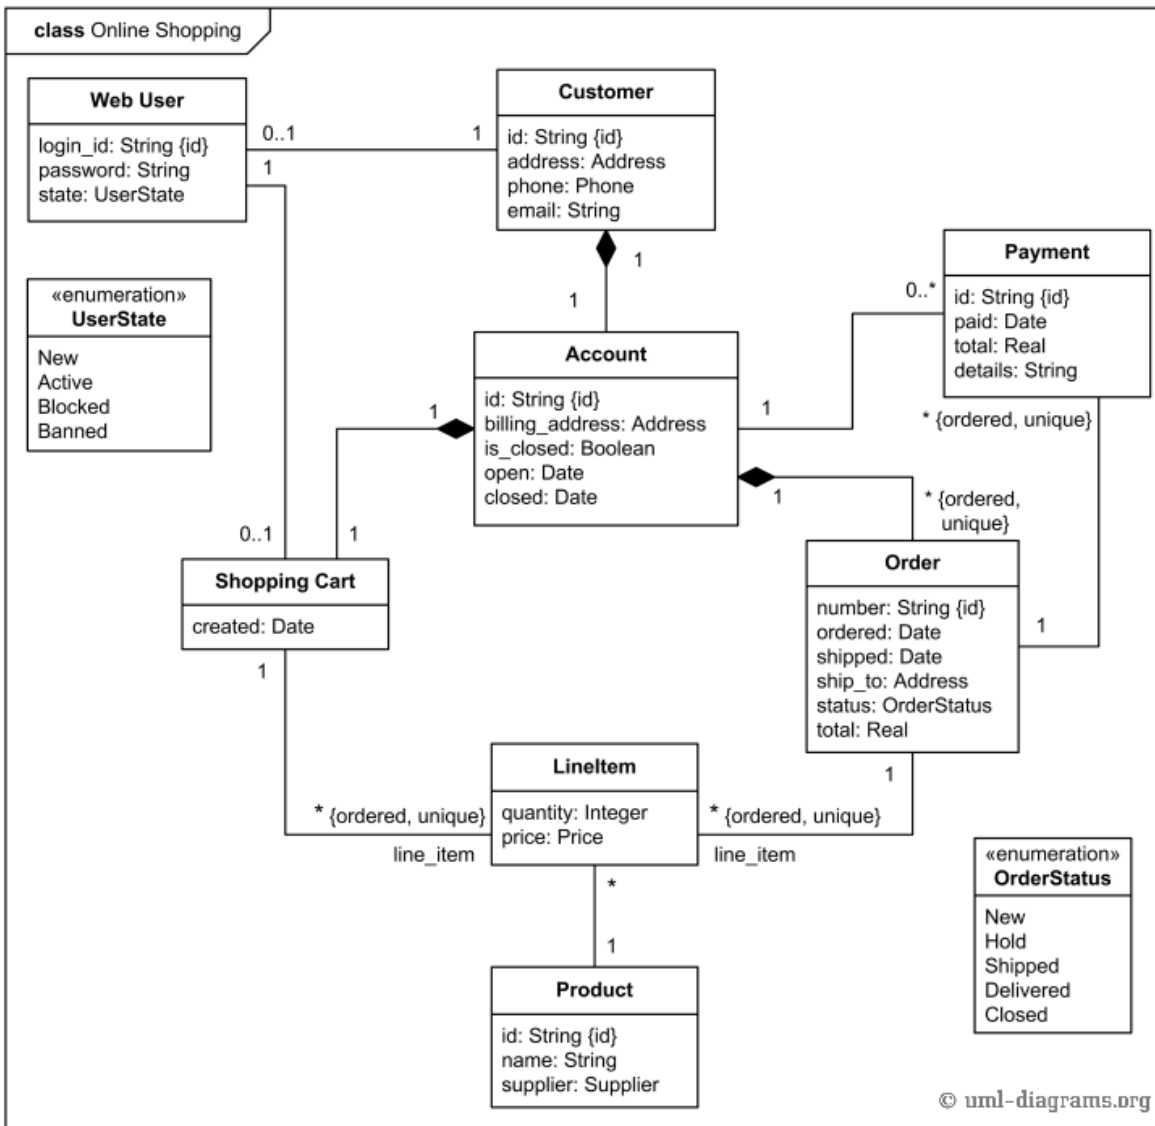 class Online Shopping
Web User
login_id: String {id}
password: String
state: UserState
0..1
1
1
Customer
id: String {id}
address: Address
phone: Phone
email: String
1
1
«enumeration»
UserState
New
Active
Blocked
Banned
Payment
id: String {id}
paid: Date
total: Real
details: String
0..*
Account
id: String {id}
billing_address: Address
is_closed: Boolean
open: Date
closed: Date
1
1
* {ordered, unique}
1
* {ordered,
unique}
0..1
1
Shopping Cart
created: Date
1
Order
number: String {id}
ordered: Date
shipped: Date
ship_to: Address
status: OrderStatus
total: Real
1
1
LineItem
quantity: Integer
price: Price
* {ordered, unique}
line_item
* {ordered, unique}
line_item
*
1
Product
id: String {id}
name: String
supplier: Supplier
«enumeration»
OrderStatus
New
Hold
Shipped
Delivered
Closed
© uml-diagrams.org